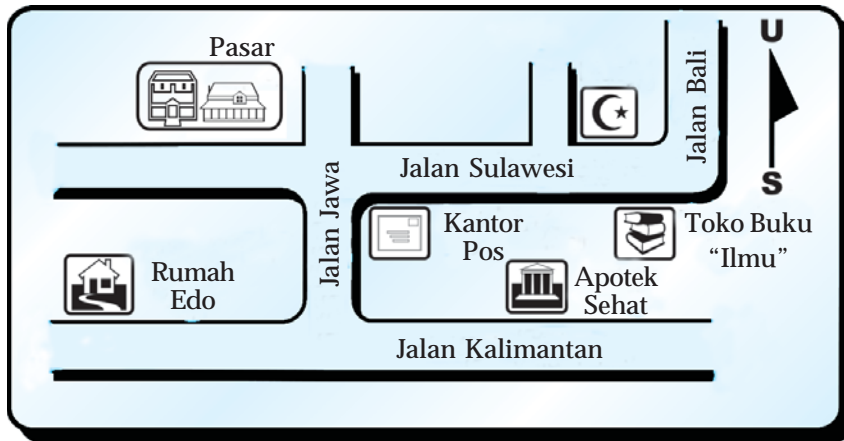 Pasar
U
Jalan Bali
Jalan Sulawesi
S
Jalan Jawa
Kantor
Pos
Toko Buku
“Ilmu”
Rumah
Edo
Apotek
Sehat
Jalan Kalimantan